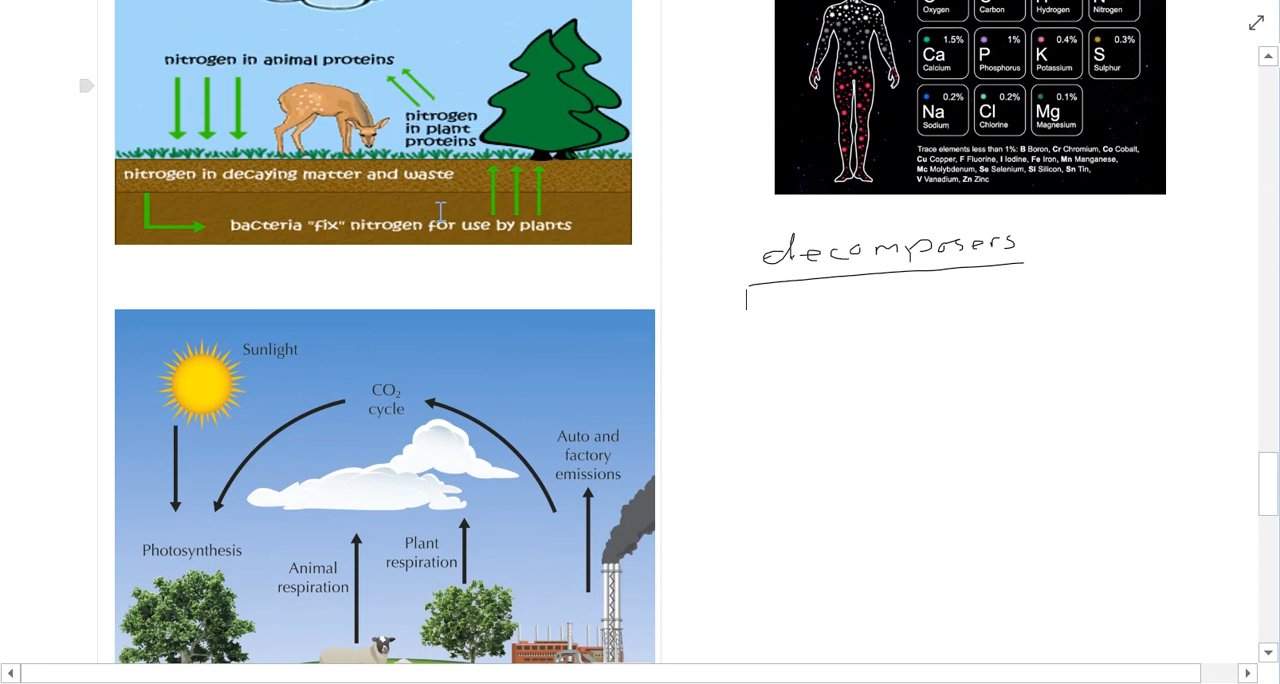 nitrogen in animal proteins
nitrogen
in plant
proteins
nitrogen in decaying matter and waste
bacteria "fix" nitrogen for use by plants
Sunlight
CO₂
cycle
Auto and
factory
emissions
Photosynthesis
Animal
respiration
Plant
respiration
Oxygen
Carbon
Hydrogen
Nitrogen
1.5%
Ca
Calcium
1%
P
Phosphorus
0.4%
K
Potassium
0.3%
S
Sulphur
0.2%
Na
Sodium
0.2%
Cl
Chlorine
0.1%
Mg
Magnesium
Trace elements less than 1%: B Boron, Cr Chromium, Co Cobalt,
Cu Copper, F Fluorine, I Iodine, Fe Iron, Mn Manganese,
Mc Molybdenum, Se Selenium, Si Silicon, Sn Tin,
V Vanadium, Zn Zinc
decomposers